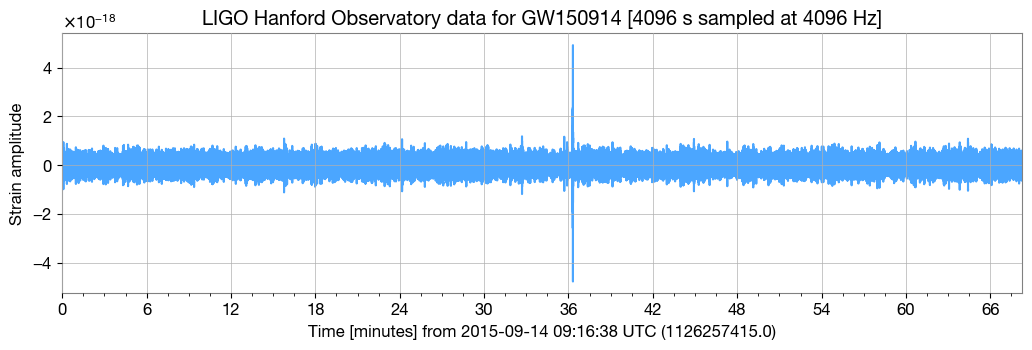 LIGO Hanford Observatory data for GW150914 [4096 s sampled at 4096 Hz]
×10⁻¹⁸
4
2
0
−2
−4
Strain amplitude
0 6 12 18 24 30 36 42 48 54 60 66
Time [minutes] from 2015-09-14 09:16:38 UTC (1126257415.0)